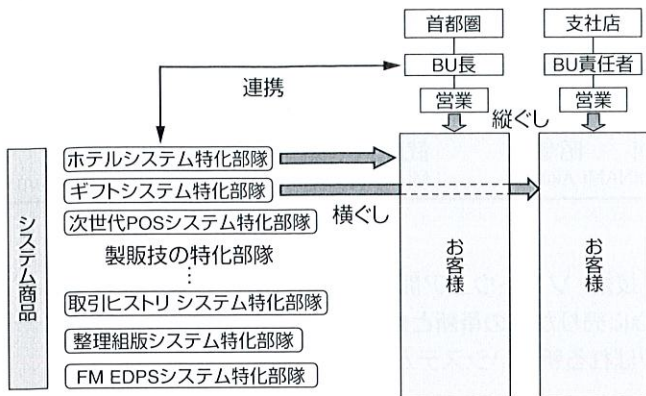 首都圏
支社店
BU長
BU責任者
連携
営業
営業
縦ぐし
ホテルシステム特化部隊
ギフトシステム特化部隊
次世代POSシステム特化部隊
横ぐし
製販技の特化部隊
⋮
取引ヒストリ システム特化部隊
整理組版システム特化部隊
FM EDPSシステム特化部隊
システム商品
お客様
お客様